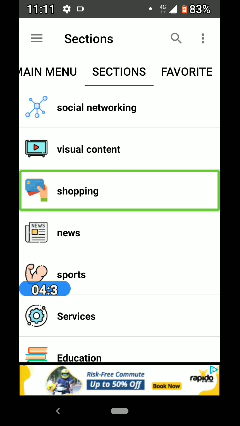 11:11
83%
Sections
MAIN MENU SECTIONS FAVORITE
social networking
visual content
shopping
NEWS
news
sports
04:3
Services
Education
Risk-Free Commute
Up to 50% Off
Book Now
rapido